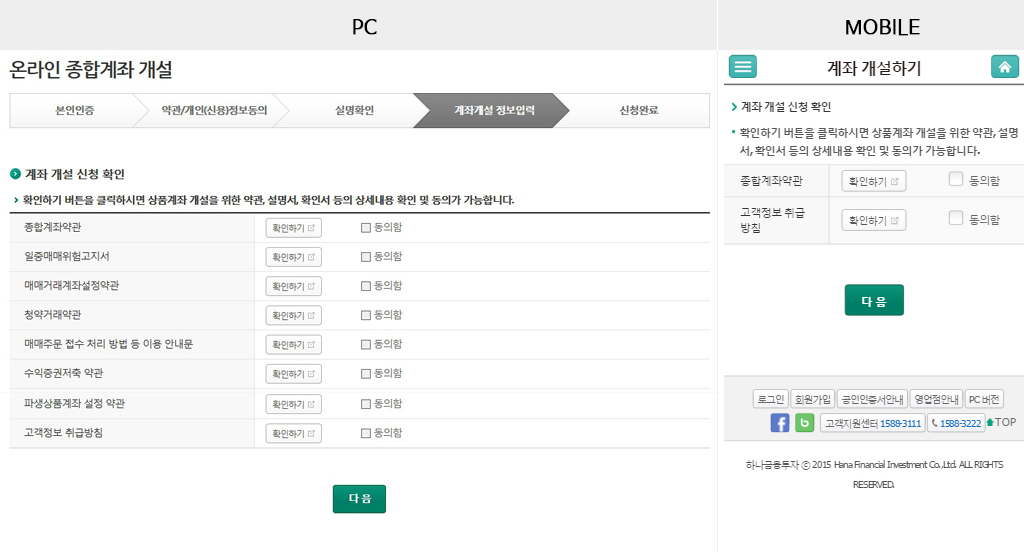 PC
온라인 종합계좌 개설
본인인증
약관/개인(신용)정보동의
실명확인
계좌개설 정보입력
신청완료
계좌 개설 신청 확인
확인하기 버튼을 클릭하시면 상품계좌 개설을 위한 약관, 설명서, 확인서 등의 상세내용 확인 및 동의가 가능합니다.
종합계좌약관 확인하기 동의함
일중매매위험고지서 확인하기 동의함
매매거래계좌설정약관 확인하기 동의함
청약거래약관 확인하기 동의함
매매주문 접수 처리 방법 등 이용 안내문 확인하기 동의함
수익증권저축 약관 확인하기 동의함
파생상품계좌 설정 약관 확인하기 동의함
고객정보 취급방침 확인하기 동의함
다 음
MOBILE
계좌 개설하기
계좌 개설 신청 확인
확인하기 버튼을 클릭하시면 상품계좌 개설을 위한 약관, 설명
서, 확인서 등의 상세내용 확인 및 동의가 가능합니다.
종합계좌약관 확인하기 동의함
고객정보 취급
방침 확인하기 동의함
다 음
로그인 회원가입 공인인증서안내 영업점안내 PC 버전
f b 고객지원센터 1588-3111 1588-3222 TOP
하나금융투자 ⓒ 2015 Hana Financial Investment Co.,Ltd. ALL RIGHTS
RESERVED.